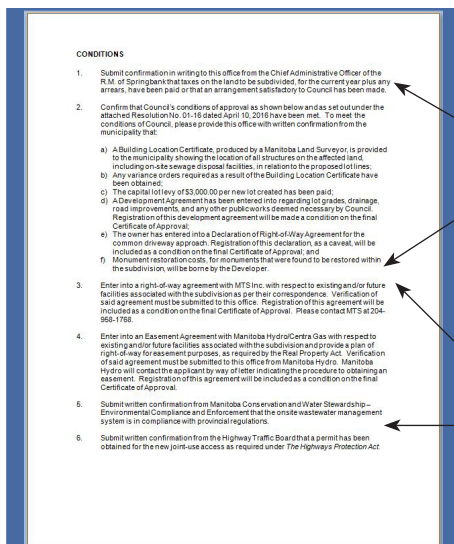 CONDITIONS
1. Submit confirmation in writing to this office from the Chief Administrative Officer of the
R.M. of Springbank that taxes on the land to be subdivided, for the current year plus any
arrears, have been paid or that an arrangement satisfactory to Council has been made.
2. Confirm that Council's conditions of approval as shown below and as set out under the
attached Resolution No. 01-16 dated April 10, 2016 have been met. To meet the
conditions of Council, please provide this office with written confirmation from the
municipality that:
a) A Building Location Certificate, produced by a Manitoba Land Surveyor, is provided
to the municipality showing the location of all structures on the affected land,
including on-site sewage disposal facilities, in relation to the proposed lot lines;
b) Any variance orders required as a result of the Building Location Certificate have
been obtained;
c) The capital lot levy of $3,000.00 per new lot created has been paid;
d) A Development Agreement has been entered into regarding lot grades, drainage,
road improvements, and any other public works deemed necessary by Council.
Registration of this development agreement will be made a condition on the final
Certificate of Approval;
e) The owner has entered into a Declaration of Right-of-Way Agreement for the
common driveway approach. Registration of this declaration, as a caveat, will be
included as a condition on the final Certificate of Approval; and
f) Monument restoration costs, for monuments that were found to be restored within
the subdivision, will be borne by the Developer.
3. Enter into a right-of-way agreement with MTS Inc. with respect to existing and/or future
facilities associated with the subdivision as per their correspondence. Verification of
said agreement must be submitted to this office. Registration of this agreement will be
included as a condition on the final Certificate of Approval. Please contact MTS at 204-
958-1768.
4. Enter into an Easement Agreement with Manitoba Hydro/Centra Gas with respect to
existing and/or future facilities associated with the subdivision and provide a plan of
right-of-way for easement purposes, as required by the Real Property Act. Verification
of said agreement must be submitted to this office from Manitoba Hydro. Manitoba
Hydro will contact the applicant by way of letter indicating the procedure to obtaining an
easement. Registration of this agreement will be included as a condition on the final
Certificate of Approval.
5. Submit written confirmation from Manitoba Conservation and Water Stewardship –
Environmental Compliance and Enforcement that the onsite wastewater management
system is in compliance with provincial regulations.
6. Submit written confirmation from the Highway Traffic Board that a permit has been
obtained for the new joint-use access as required under The Highways Protection Act.